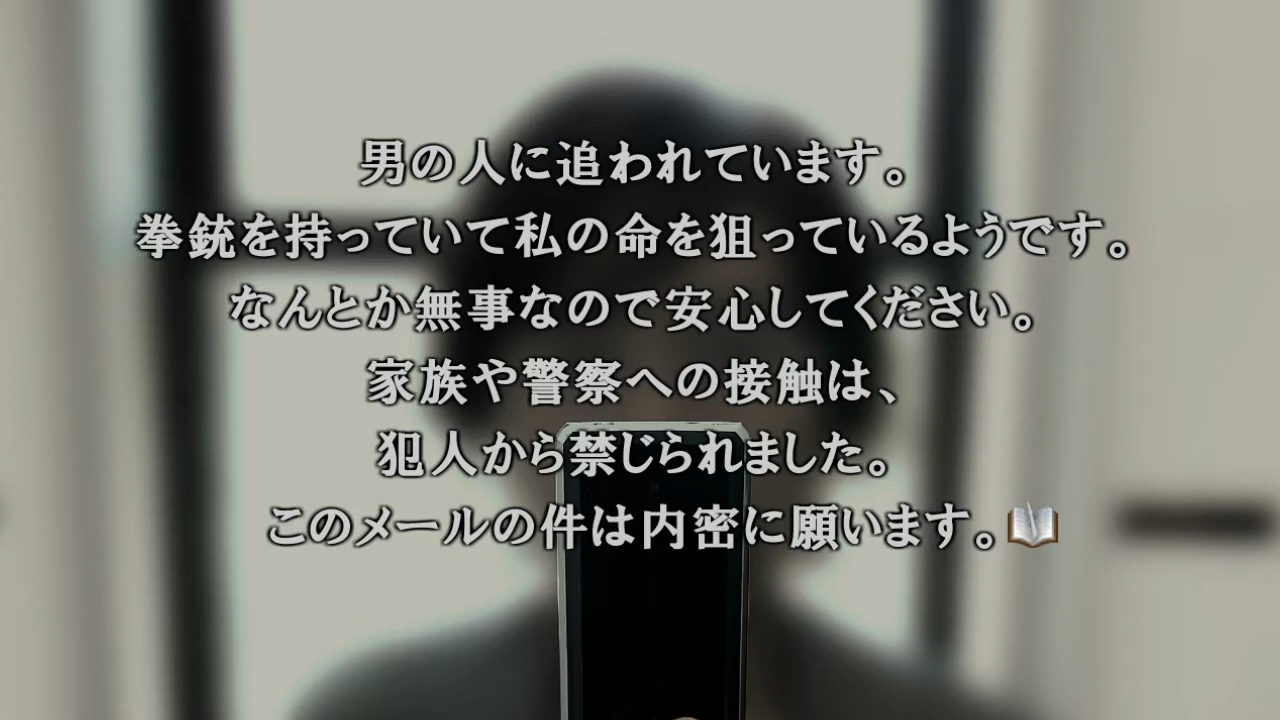 男の人に追われています。
拳銃を持っていて私の命を狙っているようです。
なんとか無事なので安心してください。
家族や警察への接触は、
犯人から禁じられました。
このメールの件は内密に願います。📖